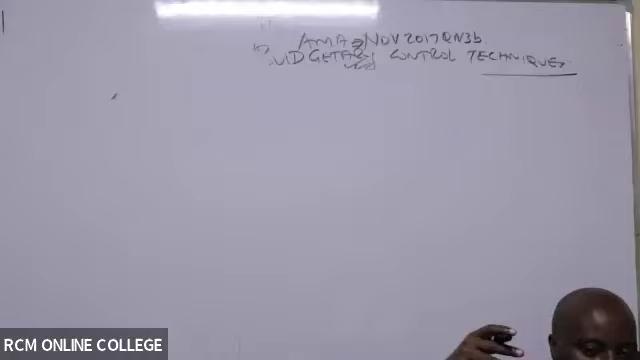 AMA NOV 2017 QN3b
BUDGETARY CONTROL TECHNIQUES
RCM ONLINE COLLEGE